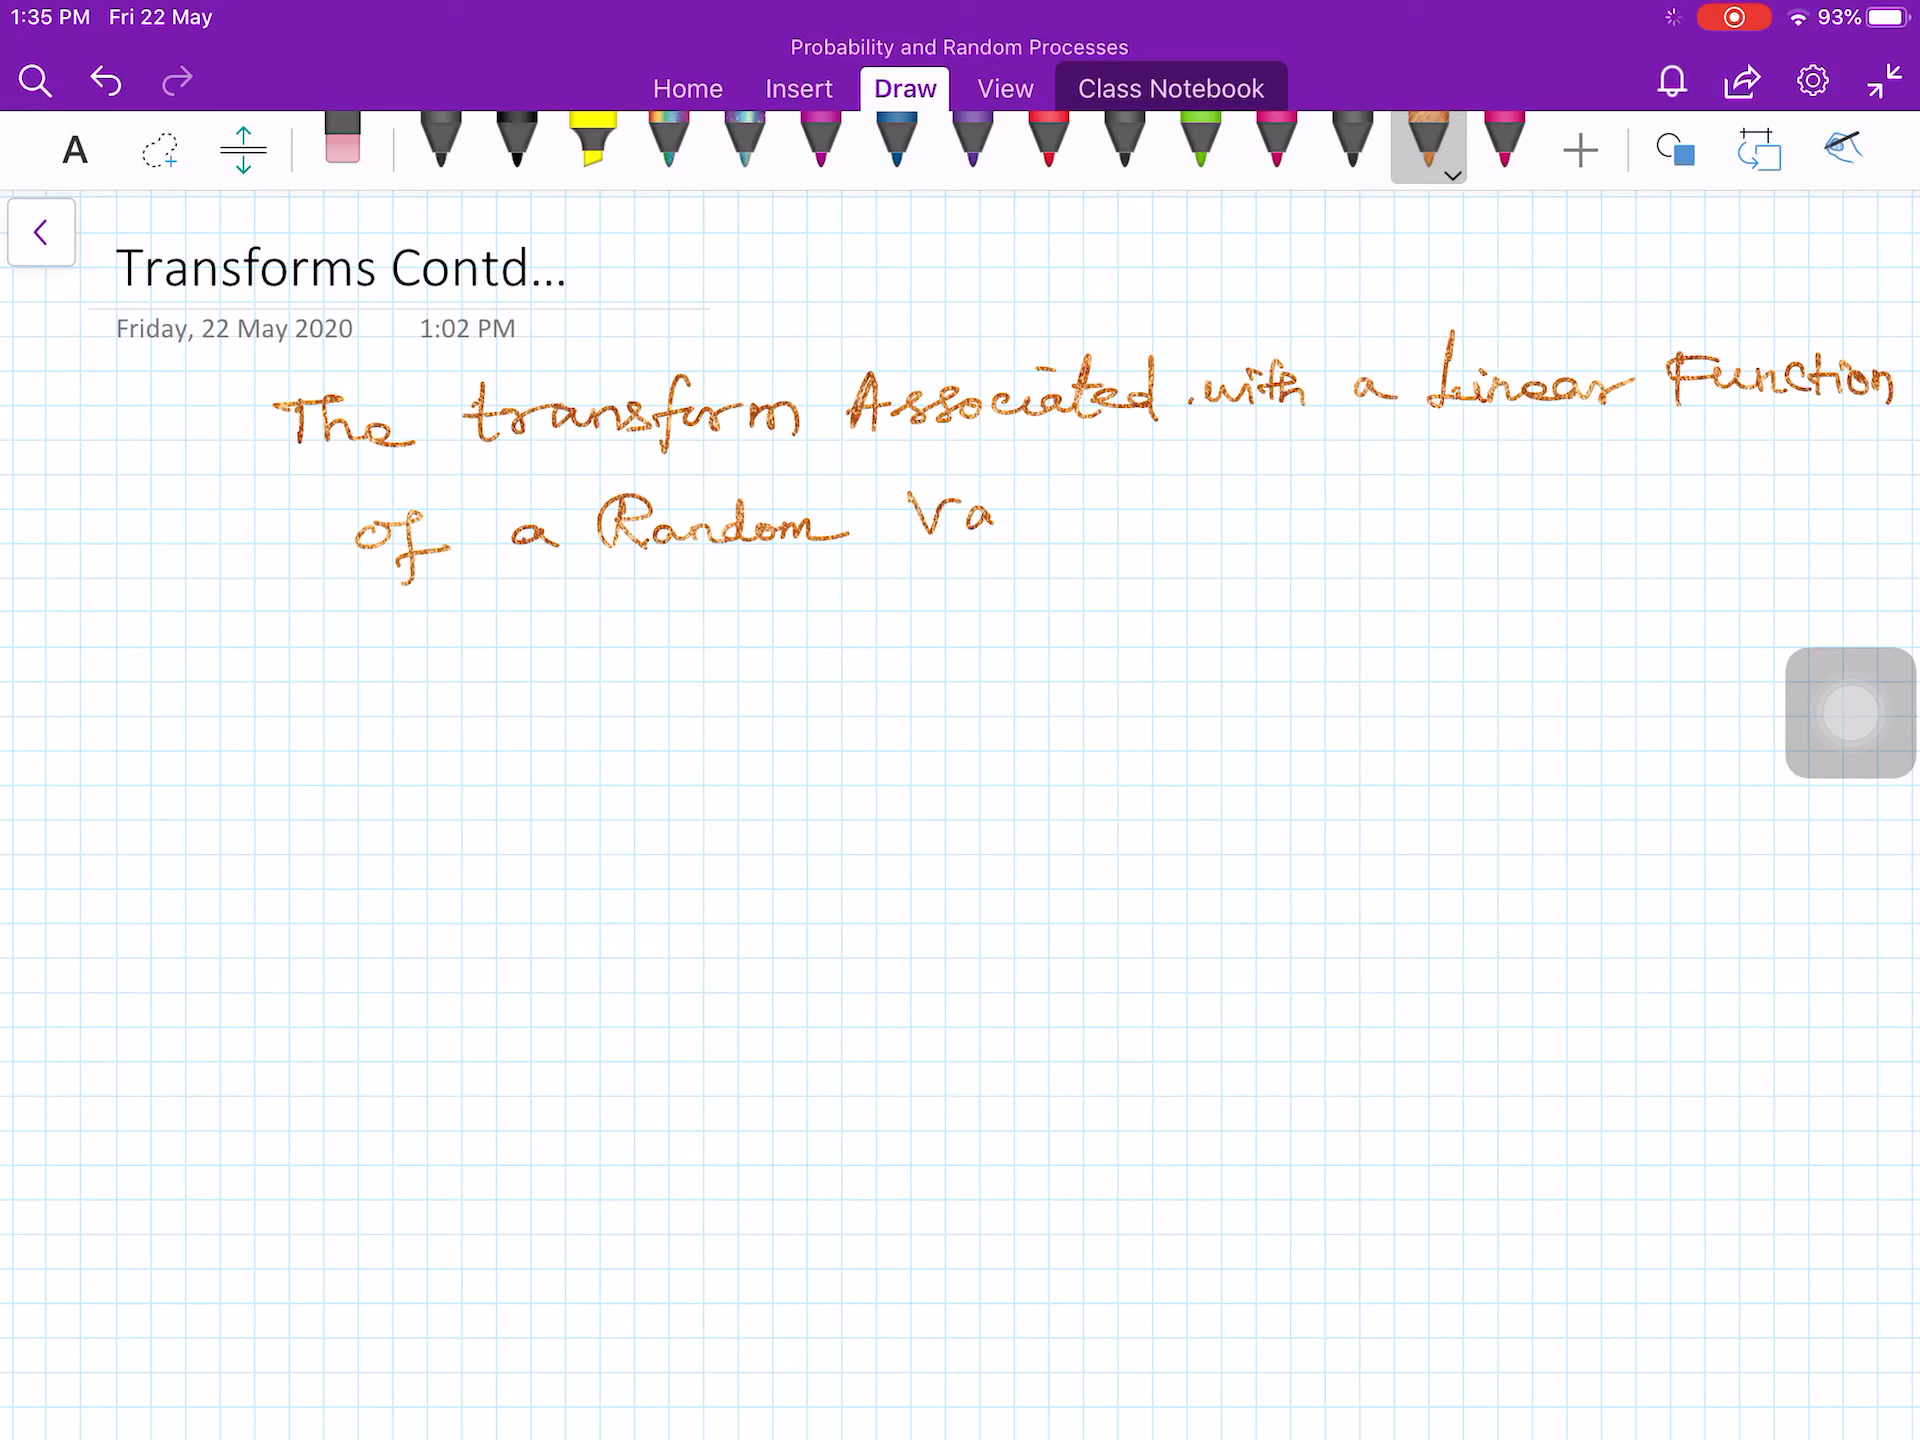 1:35 PM Fri 22 May 93%
Probability and Random Processes
Home Insert Draw View Class Notebook
A
Transforms Contd...
Friday, 22 May 2020 1:02 PM
The transform Associated with a Linear Function
of a Random Va